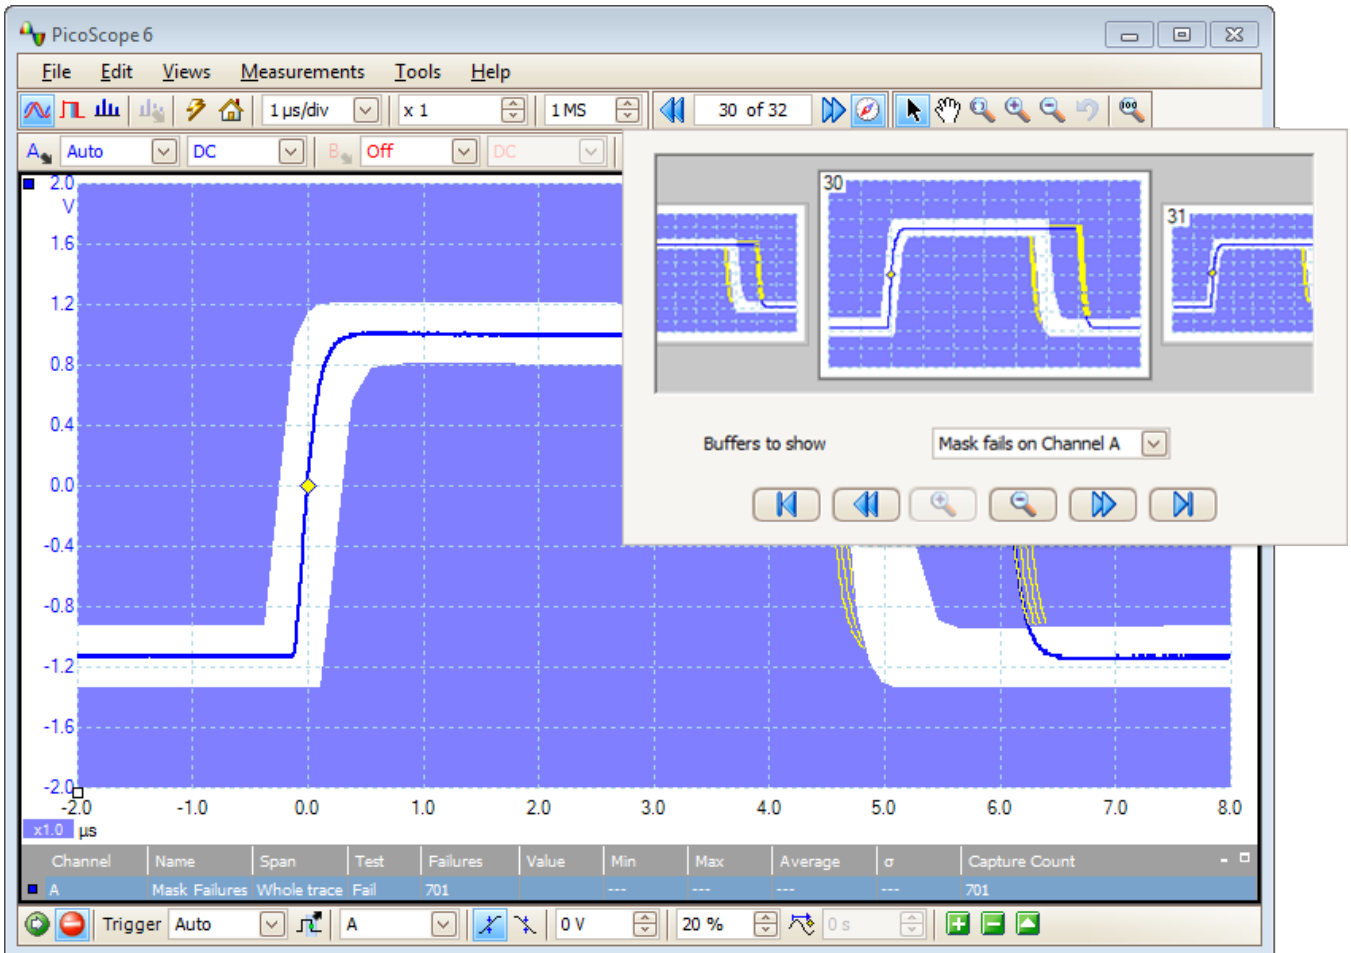 PicoScope 6
File Edit Views Measurements Tools Help
1 µs/div x 1 1 MS 30 of 32 100
A Auto DC B Off DC
30
31
Buffers to show Mask fails on Channel A
2.0
V
1.6
1.2
0.8
0.4
0.0
-0.4
-0.8
-1.2
-1.6
-2.0
-2.0 -1.0 0.0 1.0 2.0 3.0 4.0 5.0 6.0 7.0 8.0
x1.0 µs
Channel Name Span Test Failures Value Min Max Average σ Capture Count
A Mask Failures Whole trace Fail 701 --- --- --- --- 701
Trigger Auto A 0 V 20 % 0 s